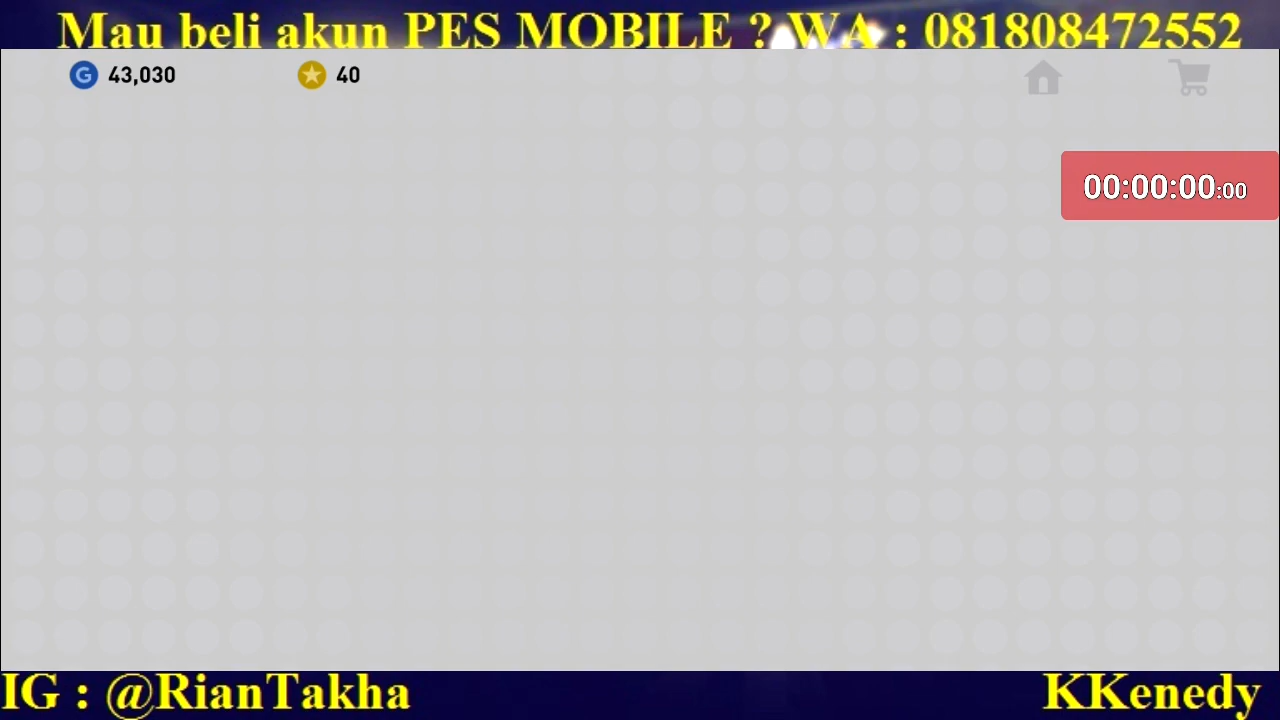 Mau beli akun PES MOBILE ? WA : 081808472552
G 43,030 40
00:00:00:00
IG : @RianTakha KKenedy